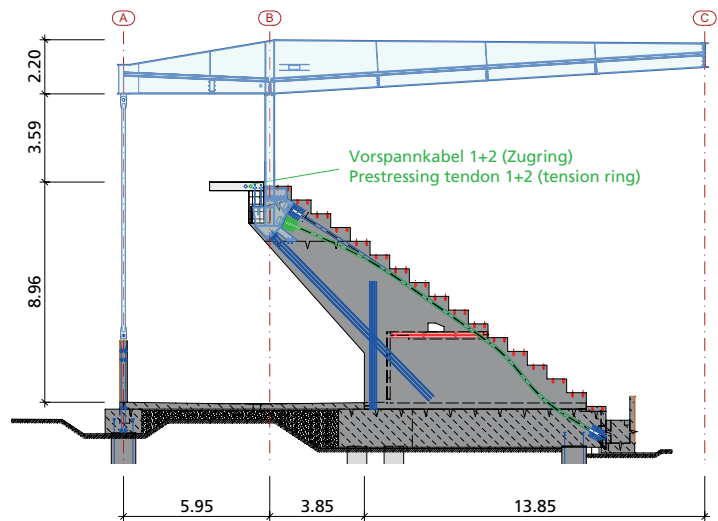 A
B
C
2.20
3.59
8.96
Vorspannkabel 1+2 (Zugring)
Prestressing tendon 1+2 (tension ring)
5.95
3.85
13.85